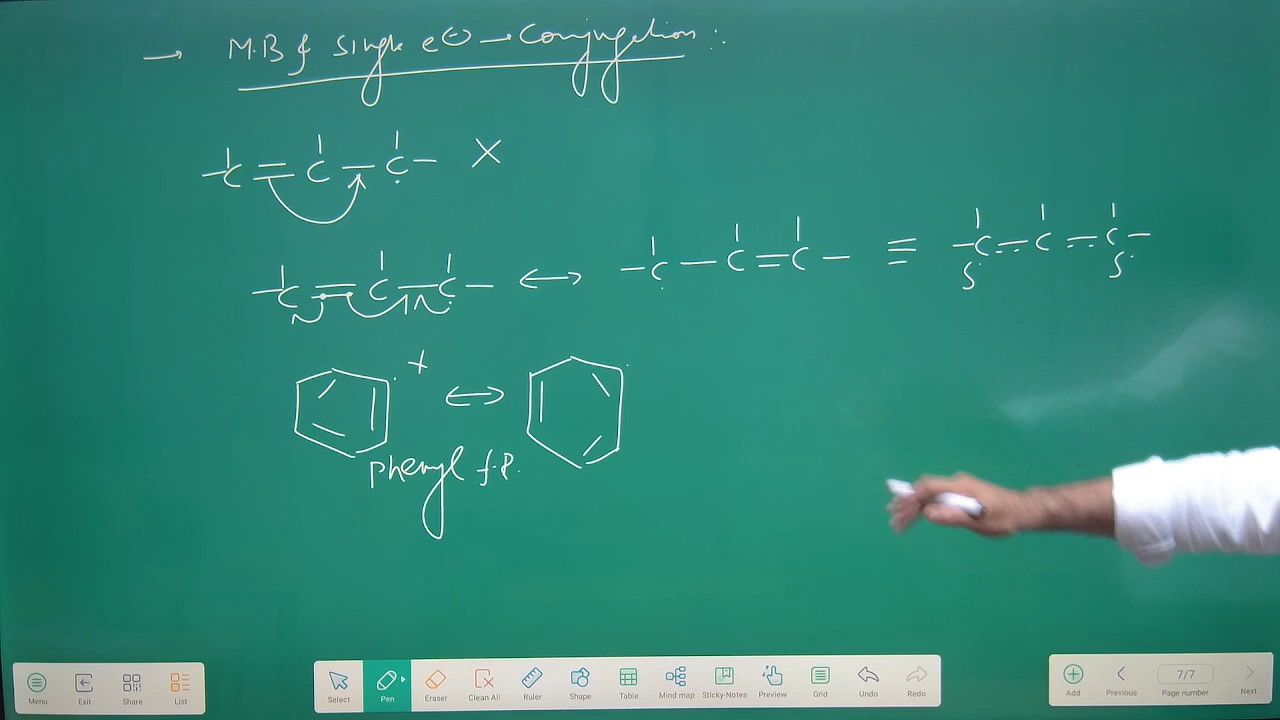 → M.B & single e⊖ → Conjugation :
-C = C - C - X
-C = C - C - ↔ -C - C = C - ≡ -C --- C --- C -
S· S·
+ ↔
phenyl f.R.
Menu Exit Share List Select Pen Eraser Clean All Ruler Shape Table Mind map Sticky-Notes Preview Grid Undo Redo Add Previous 7/7 Page number Next